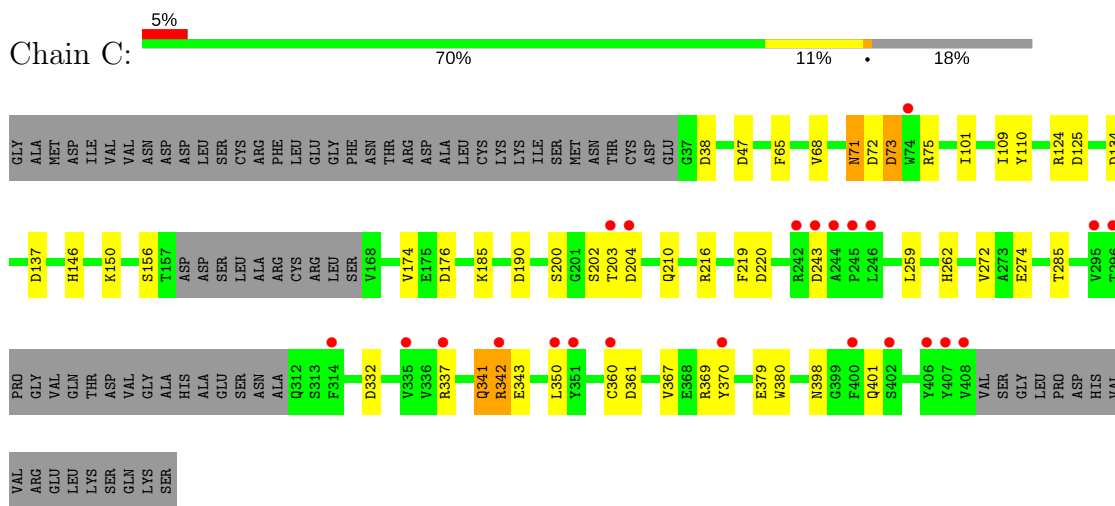 5%
Chain C:
70% 11% • 18%
GLY ALA MET ASP ILE VAL VAL ASN ASP ASP LEU SER CYS ARG PHE LEU GLU GLY PHE ASN THR ARG ASP ALA LEU CYS LYS LYS ILE SER MET ASN THR CYS ASP GLU G37 D38 D47 F65 V68 N71 D72 D73 W74 R75 I101 I109 Y110 R124 D125 D134
D137 H146 K150 S156 T157 ASP ASP SER LEU ALA ARG CYS ARG LEU SER V168 V174 E175 D176 K185 D190 S200 G201 S202 T203 D204 Q210 R216 F219 D220 R242 D243 A244 P245 L246 L259 H262 V272 A273 E274 T285 V295 T296
PRO GLY VAL GLN THR ASP VAL GLY ALA HIS ALA GLU SER ASN ALA Q312 S313 F314 D332 V335 V336 R337 Q341 R342 E343 L350 Y351 C360 D361 V367 E368 R369 Y370 E379 W380 N398 G399 F400 Q401 S402 Y406 Y407 V408 VAL SER GLY LEU PRO ASP HIS VAL
VAL ARG GLU LEU LYS SER GLN LYS SER